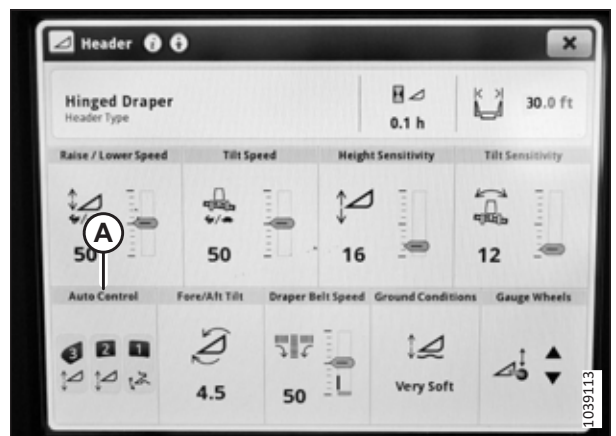 Header
Hinged Draper
Header Type
0.1 h
30.0 ft
Raise / Lower Speed
Tilt Speed
Height Sensitivity
Tilt Sensitivity
50
50
16
12
A
Auto Control
Fore/Aft Tilt
Draper Belt Speed
Ground Conditions
Gauge Wheels
3 2 1
4.5
50
Very Soft
1039113